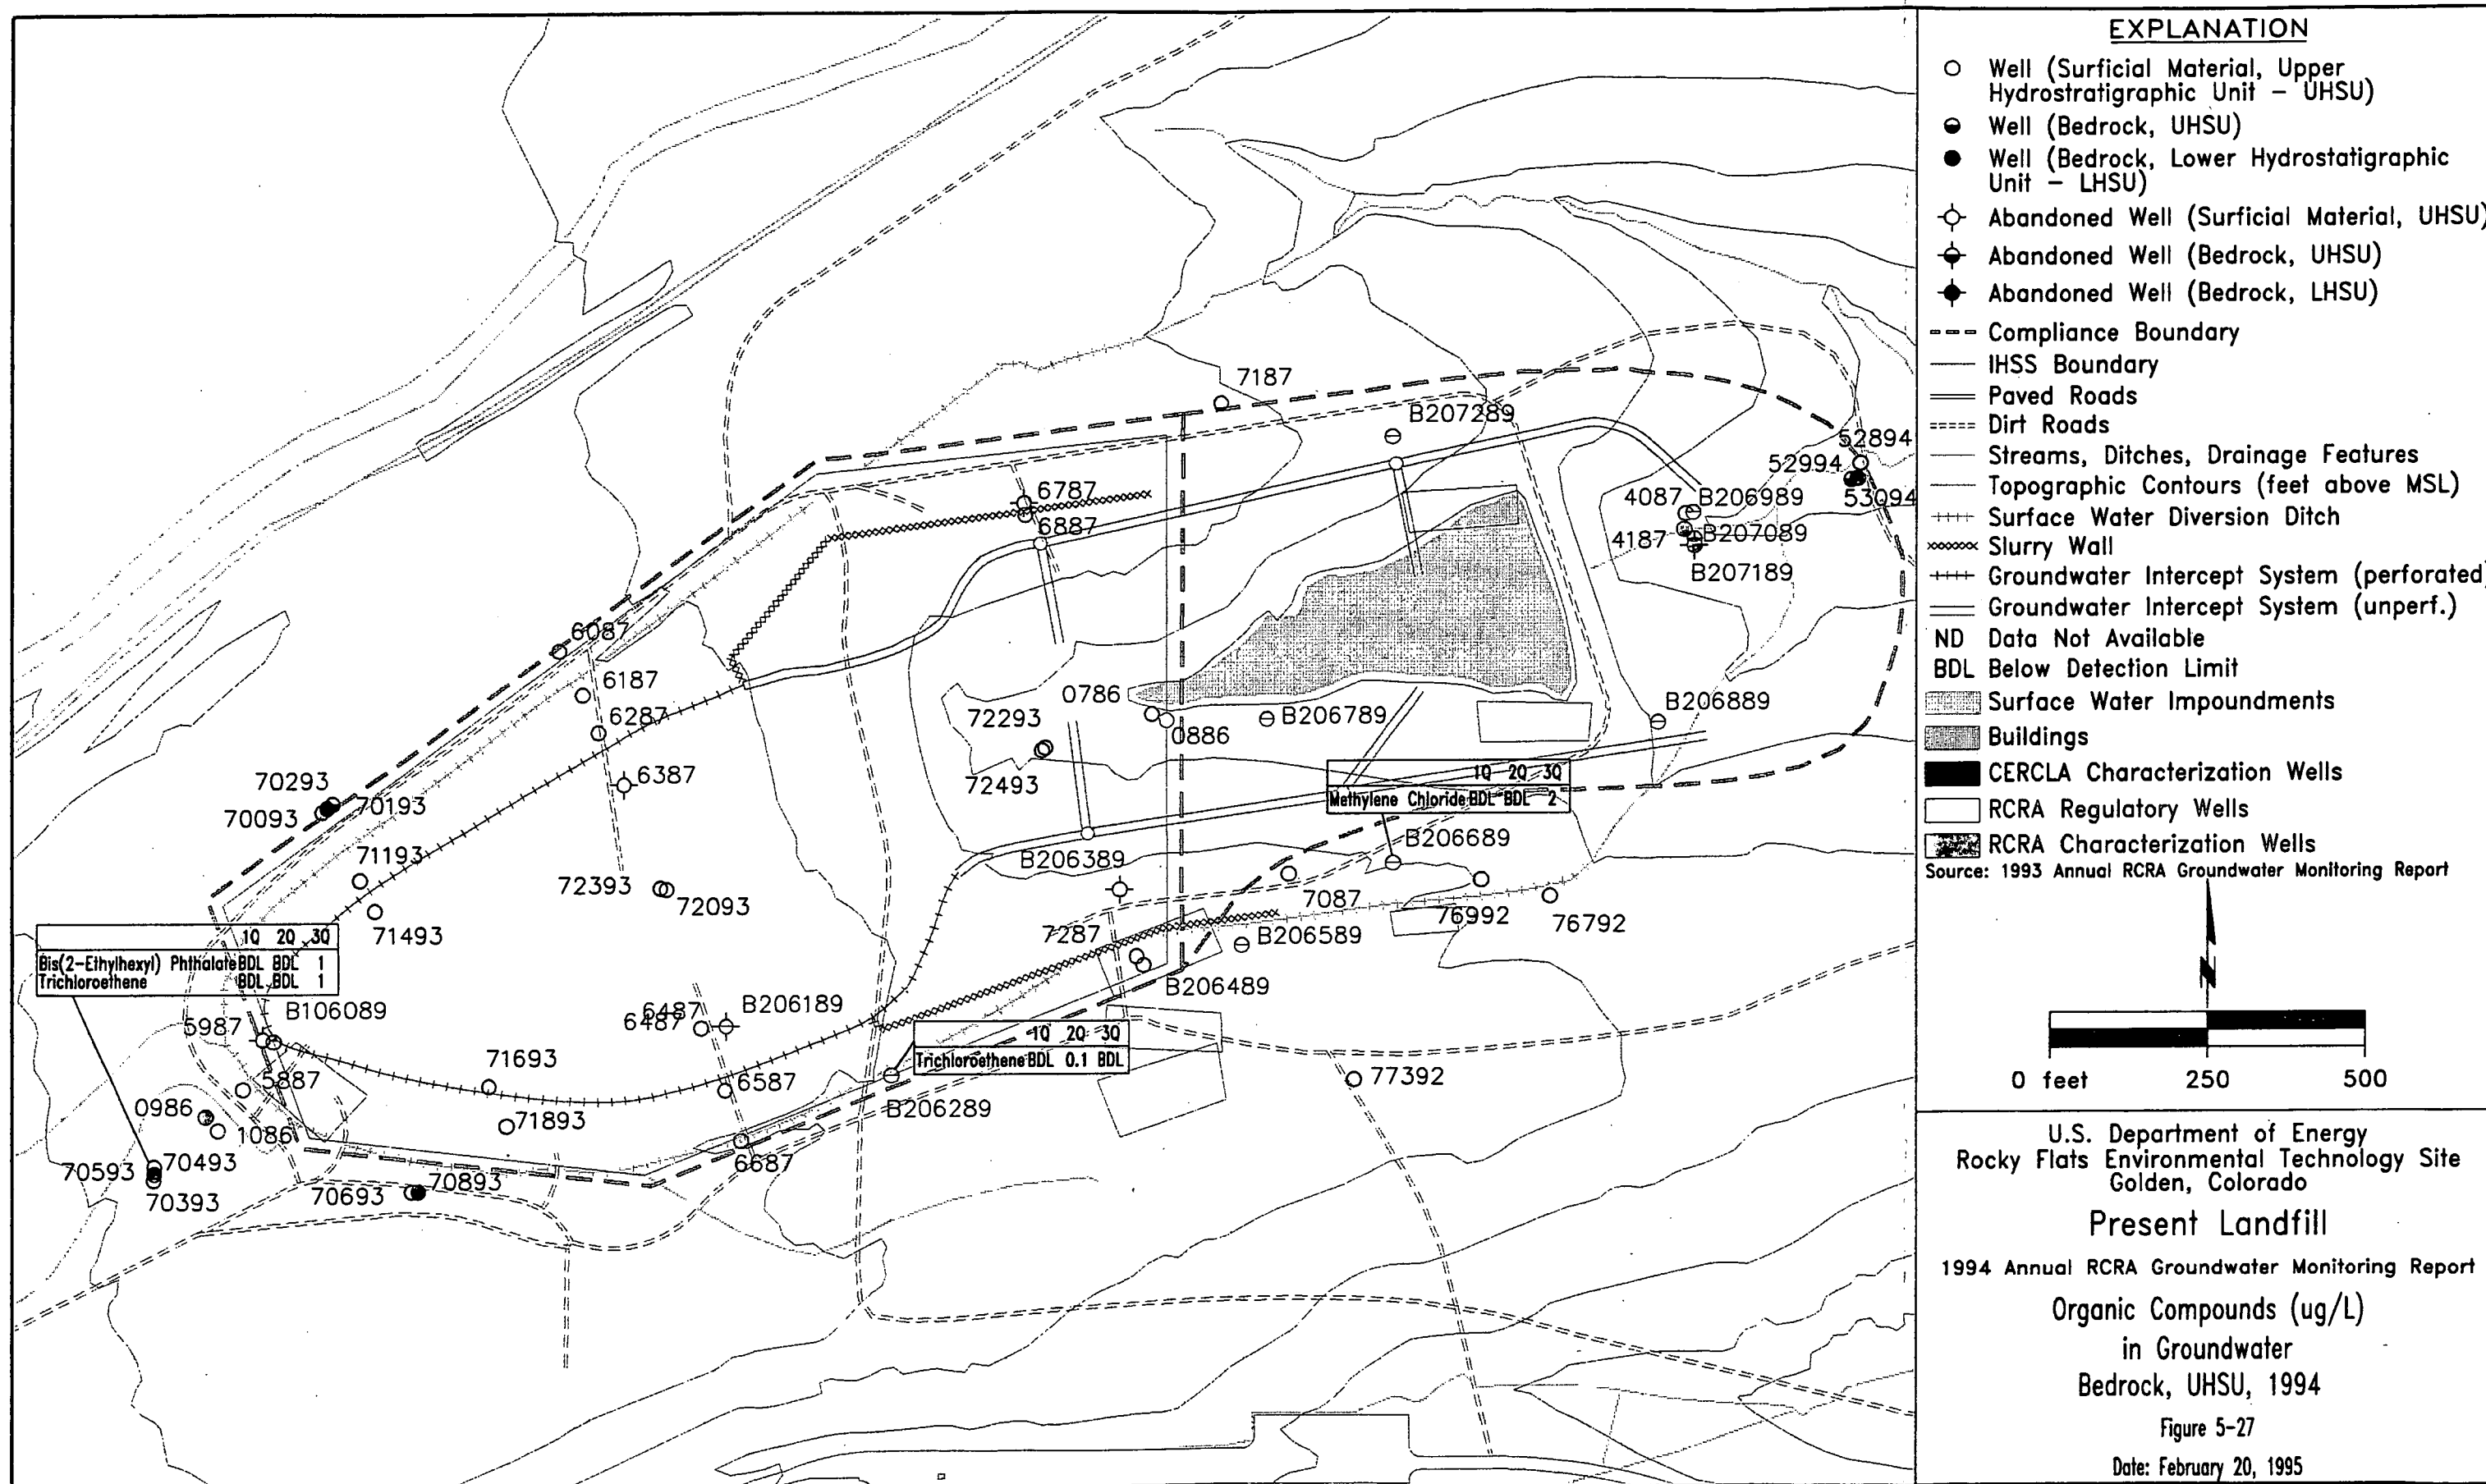 EXPLANATION
Well (Surficial Material, Upper
Hydrostratigraphic Unit – UHSU)
Well (Bedrock, UHSU)
Well (Bedrock, Lower Hydrostatigraphic
Unit – LHSU)
Abandoned Well (Surficial Material, UHSU)
Abandoned Well (Bedrock, UHSU)
Abandoned Well (Bedrock, LHSU)
Compliance Boundary
IHSS Boundary
Paved Roads
Dirt Roads
Streams, Ditches, Drainage Features
Topographic Contours (feet above MSL)
Surface Water Diversion Ditch
Slurry Wall
Groundwater Intercept System (perforated)
Groundwater Intercept System (unperf.)
ND Data Not Available
BDL Below Detection Limit
Surface Water Impoundments
Buildings
CERCLA Characterization Wells
RCRA Regulatory Wells
RCRA Characterization Wells
Source: 1993 Annual RCRA Groundwater Monitoring Report
N
0 feet 250 500
U.S. Department of Energy
Rocky Flats Environmental Technology Site
Golden, Colorado
Present Landfill
1994 Annual RCRA Groundwater Monitoring Report
Organic Compounds (ug/L)
in Groundwater
Bedrock, UHSU, 1994
Figure 5-27
Date: February 20, 1995
7187
B207289
52894
52994
53094
6787
6887
4087
B206989
4187
B207089
B207189
6087
6187
6287
6387
0786
0886
B206789
B206889
72293
72493
70293
70093
70193
1Q 2Q 3Q
Methylene Chloride BDL BDL 2
B206689
71193
B206389
72393
72093
7087
76992
76792
71493
7287
B206589
1Q 2Q 3Q
Bis(2-Ethylhexyl) Phthalate BDL BDL 1
Trichloroethene BDL BDL 1
B206489
B106089
5987
6487
6487
B206189
1Q 2Q 3Q
Trichloroethene BDL 0.1 BDL
71693
5887
6587
77392
0986
1086
71893
B206289
70493
70593
70393
6687
70693
70893